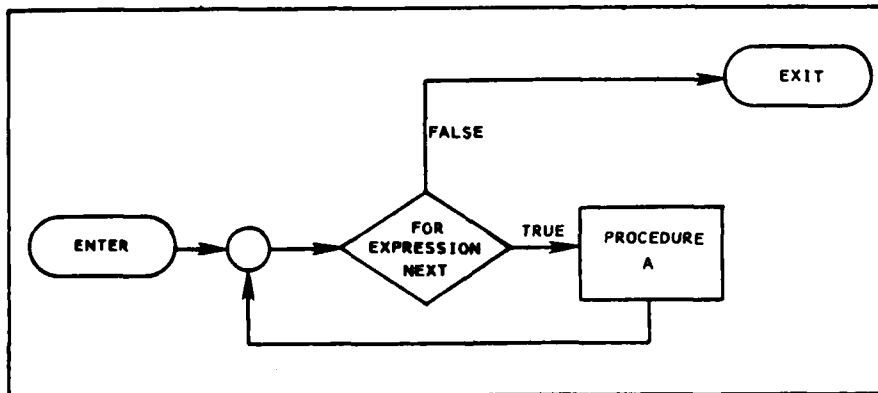 EXIT
FALSE
ENTER
FOR
EXPRESSION
NEXT
TRUE
PROCEDURE
A